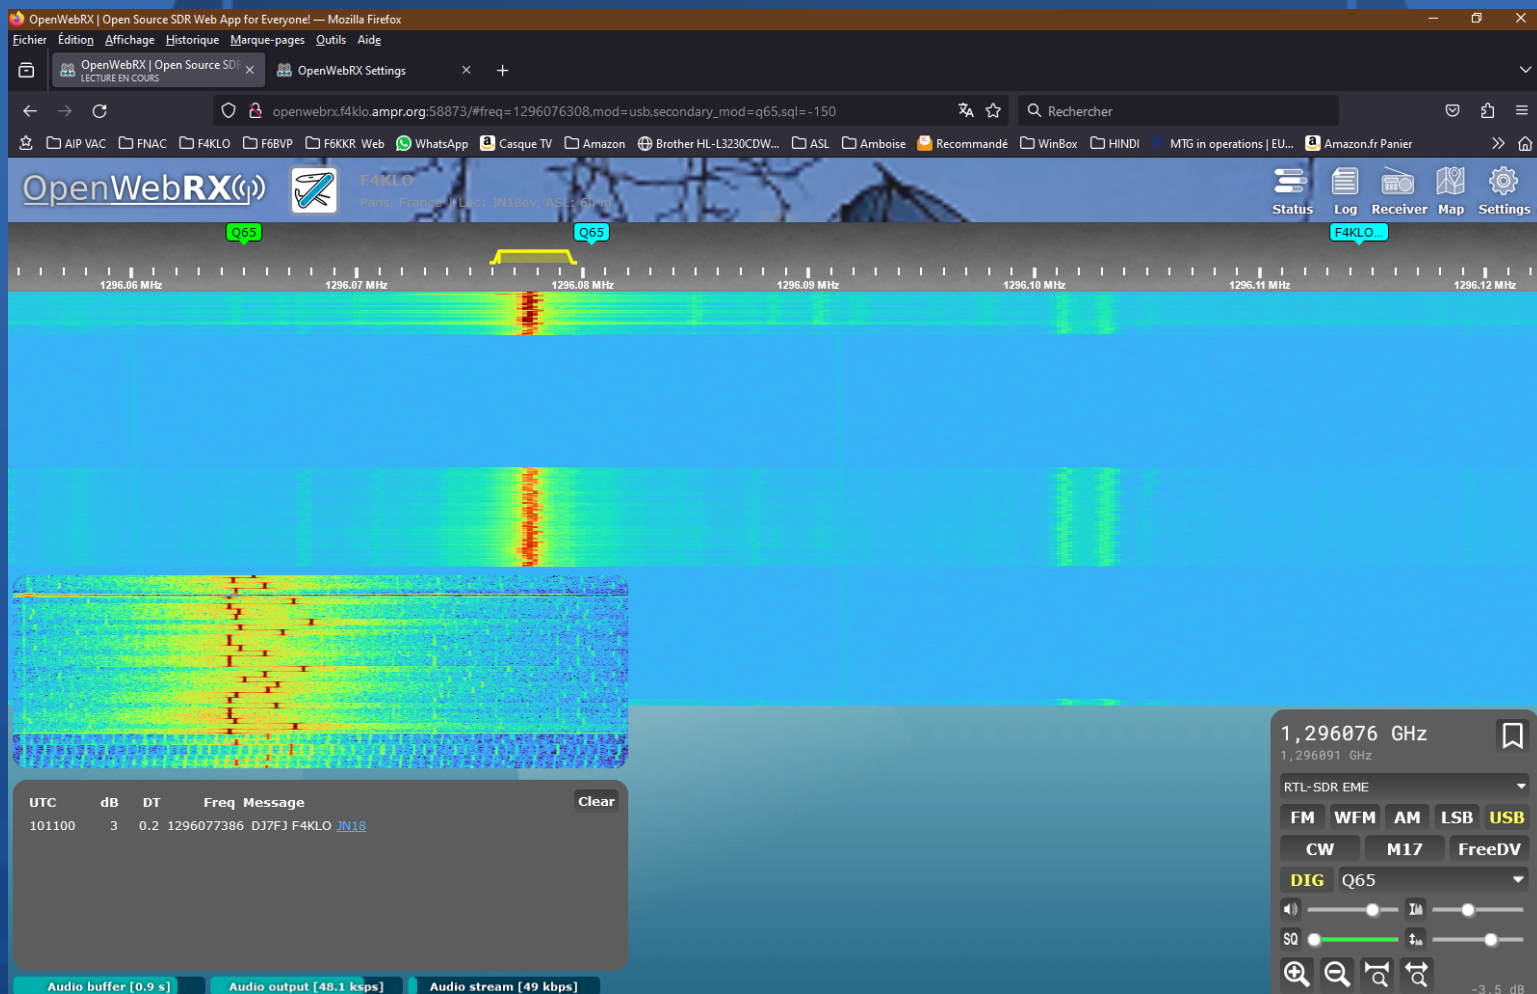 OpenWebRX | Open Source SDR Web App for Everyone! — Mozilla Firefox
Fichier Édition Affichage Historique Marque-pages Outils Aide
OpenWebRX | Open Source SDR
LECTURE EN COURS
OpenWebRX Settings
openwebrx.f4klo.ampr.org:58873/#freq=1296076308,mod=usb,secondary_mod=q65,sql=-150
Rechercher
AIP VAC FNAC F4KLO F6BVP F6KKR Web WhatsApp Casque TV Amazon Brother HL-L3230CDW... ASL Amboise Recommandé WinBox HINDI MTG in operations | EU... Amazon.fr Panier
OpenWebRX
F4KLO
Paris, France | Loc: JN18ev, ASL: 60 m
Status Log Receiver Map Settings
Q65 Q65 F4KLO...
1296.06 MHz 1296.07 MHz 1296.08 MHz 1296.09 MHz 1296.10 MHz 1296.11 MHz 1296.12 MHz
UTC dB DT Freq Message
Clear
101100 3 0.2 1296077386 DJ7FJ F4KLO JN18
Audio buffer [0.9 s] Audio output [48.1 ksps] Audio stream [49 kbps]
1,296076 GHz
1,296091 GHz
RTL-SDR EME
FM WFM AM LSB USB
CW M17 FreeDV
DIG Q65
SQ
-3.5 dB